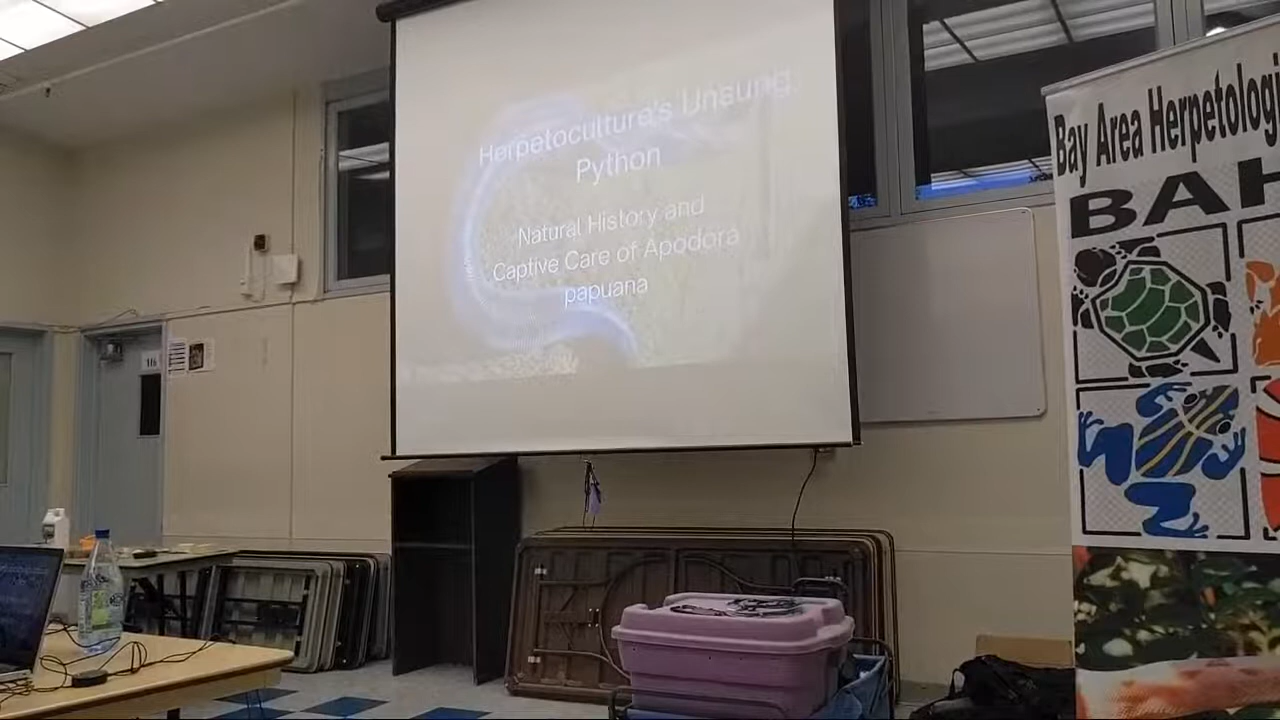 Herpetoculture's Unsung
Python
Natural History and
Captive Care of Apodora
papuana
Bay Area Herpetologi
BAH